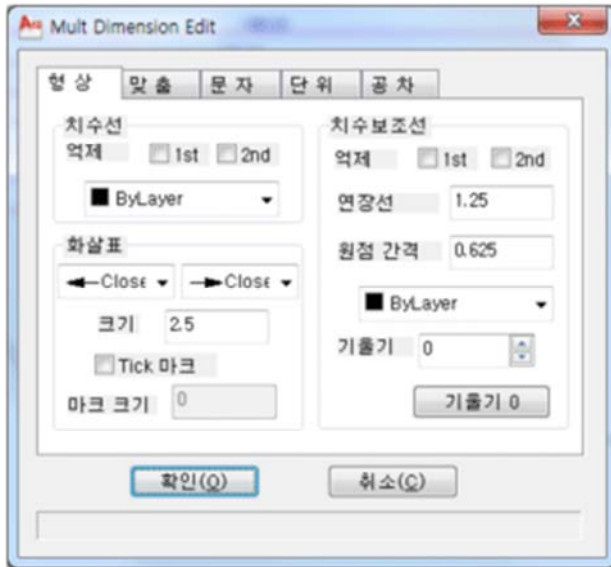 Mult Dimension Edit
형 상
맞 춤
문 자
단 위
공 차
치수선
억제 1st 2nd
ByLayer
화살표
Close Close
크기 2.5
Tick 마크
마크 크기 0
치수보조선
억제 1st 2nd
연장선 1.25
원점 간격 0.625
ByLayer
기울기 0
기울기 0
확인(O) 취소(C)